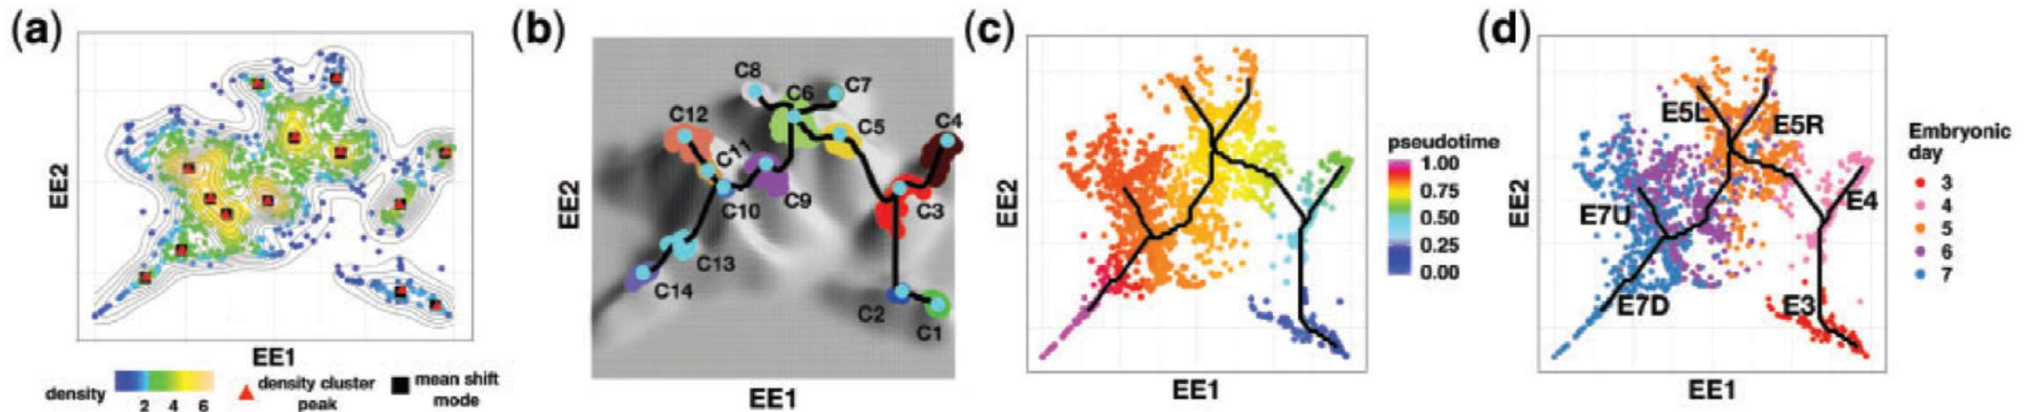 (a)
EE2
EE1
density
2 4 6
density cluster
peak
mean shift
mode
(b)
EE2
C8
C7
C6
C12
C5
C4
C11
C10
C9
C3
C13
C14
C2
C1
EE1
(c)
EE2
EE1
pseudotime
1.00
0.75
0.50
0.25
0.00
(d)
EE2
E5L
E5R
E4
E7U
E7D
E3
EE1
Embryonic
day
3
4
5
6
7